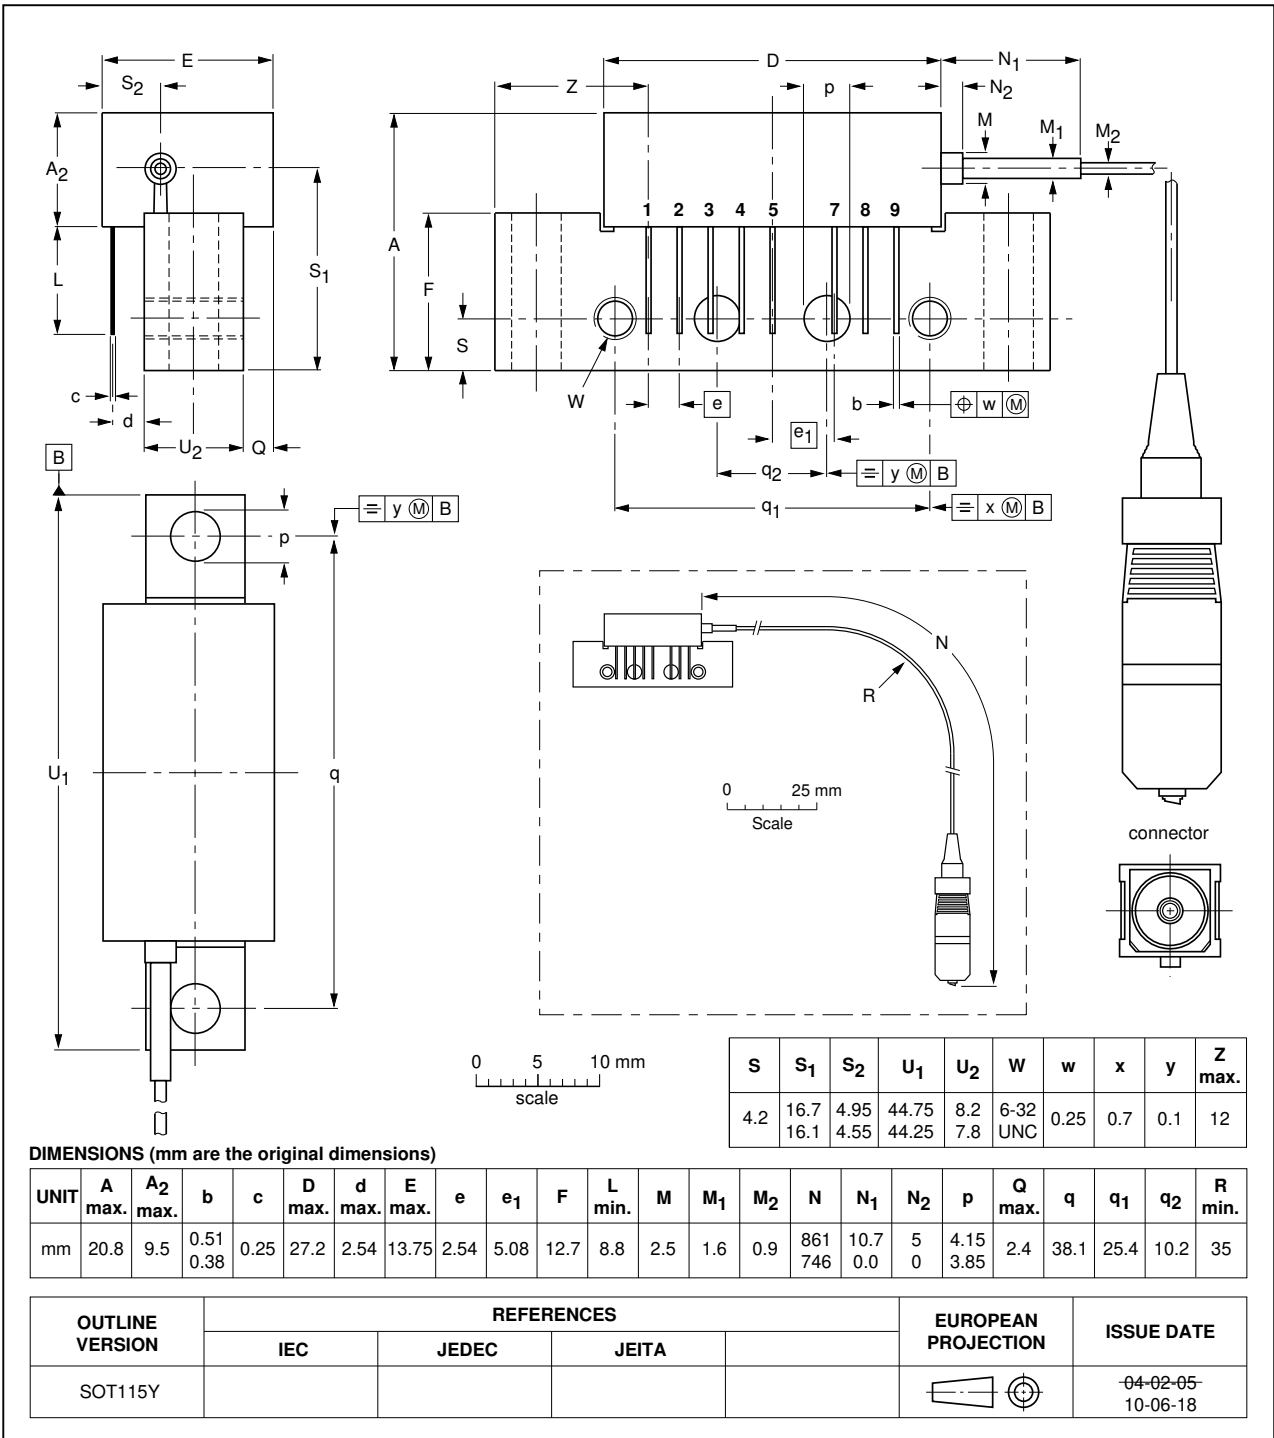 E
S2
D
N1
Z
p
N2
M
M1
M2
A2
A
L
S1
F
S
1 2 3 4 5 7 8 9
c
d
U2
Q
W
e
b
w M
e1
q2
y M B
q1
x M B
B
y M B
p
U1
q
N
R
0 25 mm
Scale
connector
0 5 10 mm
scale
S S1 S2 U1 U2 W w x y Z max.
4.2 16.7 16.1 4.95 4.55 44.75 44.25 8.2 7.8 6-32 UNC 0.25 0.7 0.1 12
DIMENSIONS (mm are the original dimensions)
UNIT A max. A2 max. b c D max. d max. E max. e e1 F L min. M M1 M2 N N1 N2 p Q max. q q1 q2 R min.
mm 20.8 9.5 0.51 0.38 0.25 27.2 2.54 13.75 2.54 5.08 12.7 8.8 2.5 1.6 0.9 861 746 10.7 0.0 5 0 4.15 3.85 2.4 38.1 25.4 10.2 35
OUTLINE VERSION REFERENCES EUROPEAN PROJECTION ISSUE DATE
IEC JEDEC JEITA
SOT115Y
04-02-05
10-06-18